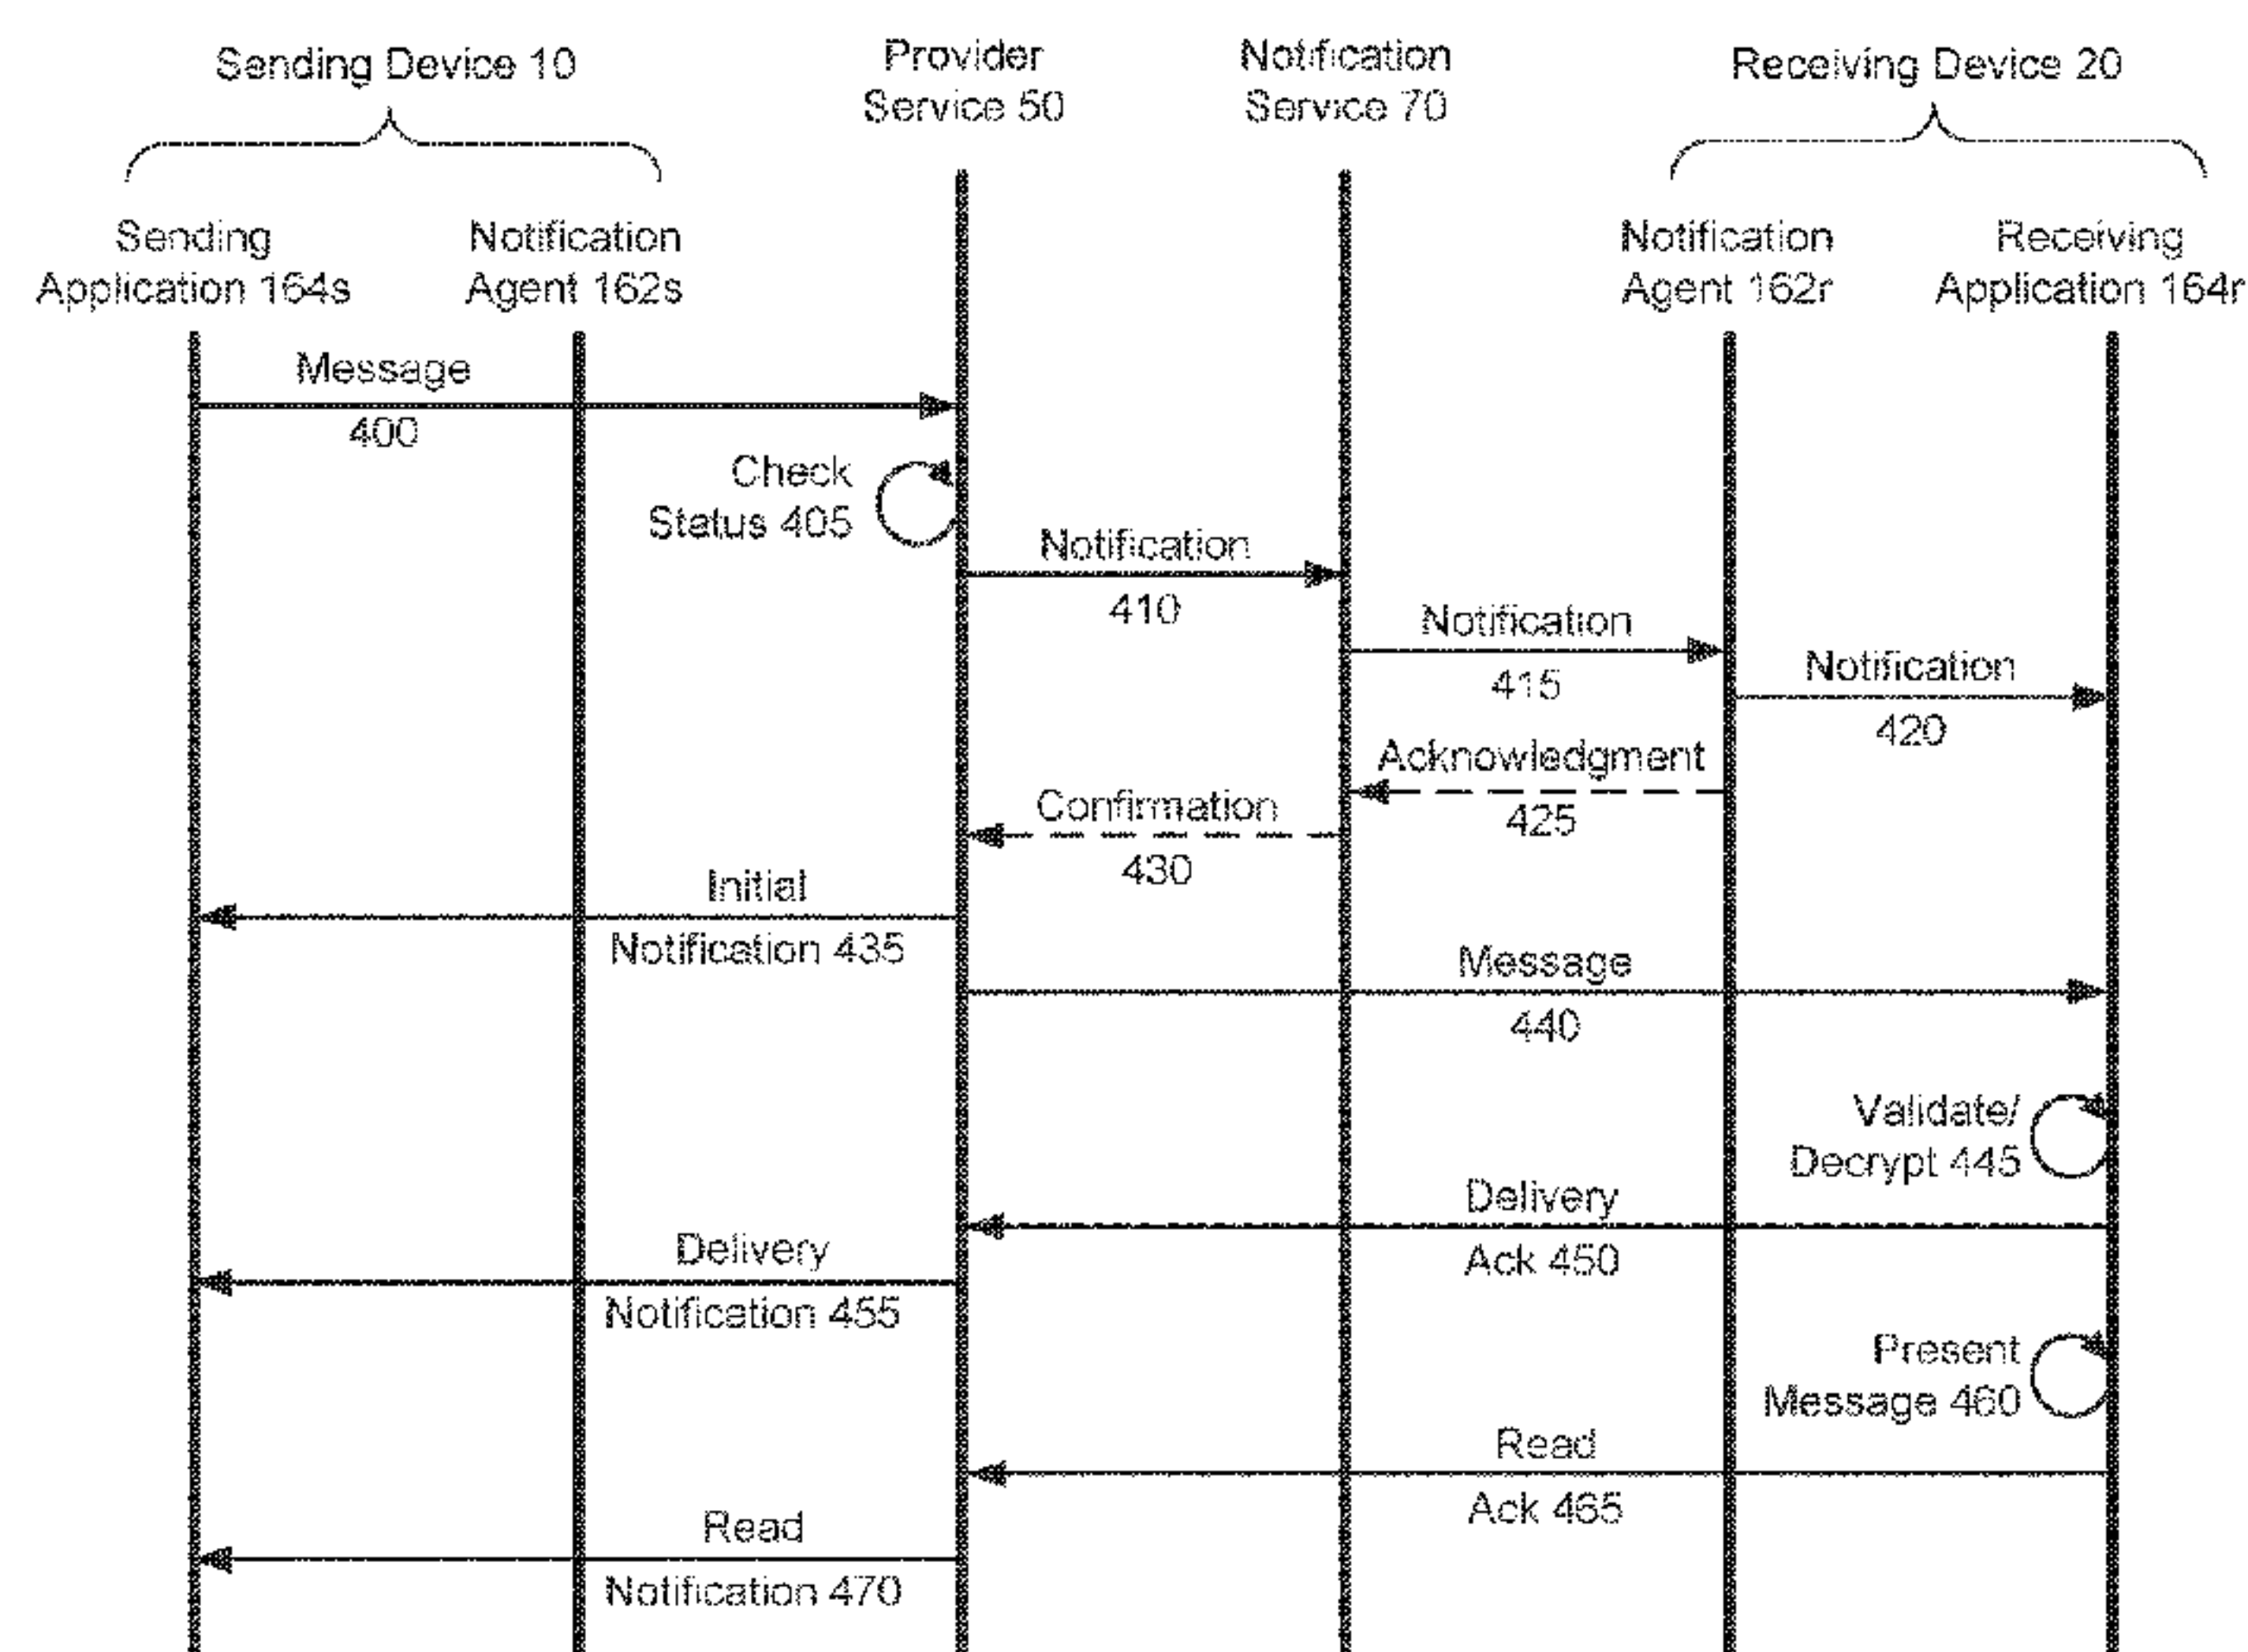 Sending Device 10
Provider
Service 50
Notification
Service 70
Receiving Device 20
Sending
Application 164s
Notification
Agent 162s
Notification
Agent 162r
Receiving
Application 164r
Message
400
Check
Status 405
Notification
410
Notification
415
Notification
420
Acknowledgment
425
Confirmation
430
Initial
Notification 435
Message
440
Validate/
Decrypt 445
Delivery
Ack 450
Delivery
Notification 455
Present
Message 460
Read
Ack 465
Read
Notification 470